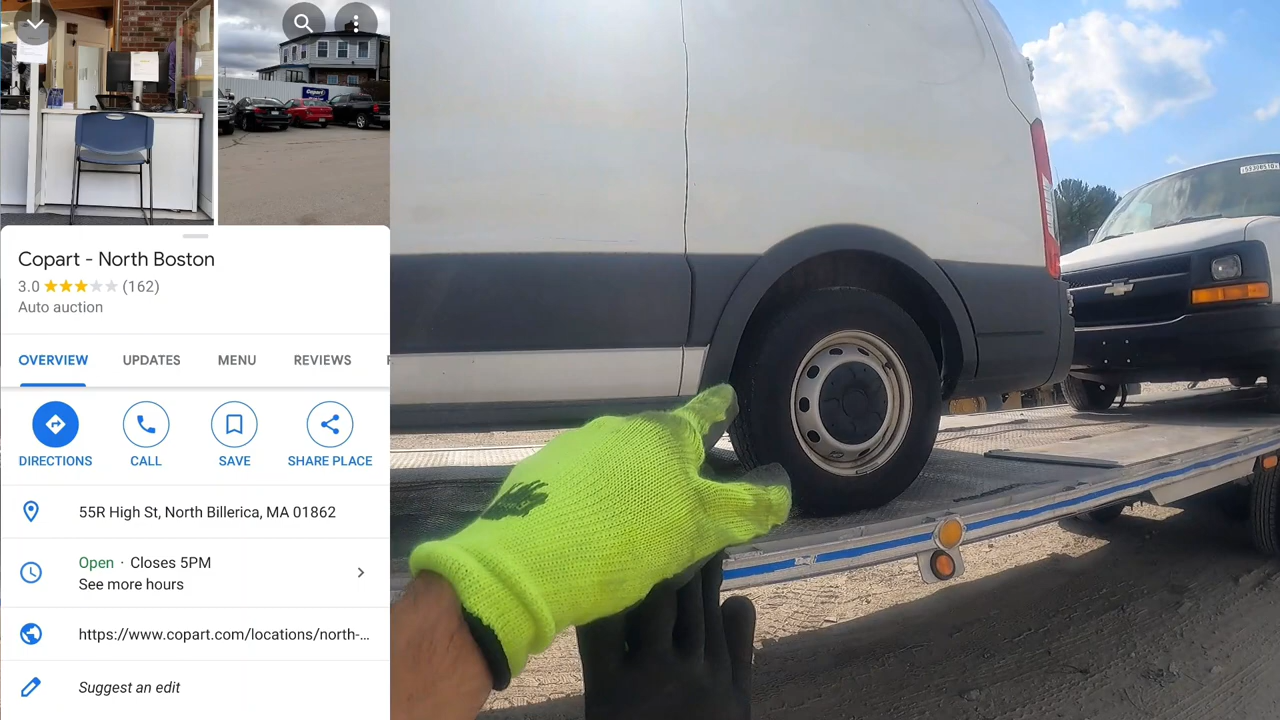 Copart
Copart - North Boston
3.0 (162)
Auto auction
OVERVIEW UPDATES MENU REVIEWS
DIRECTIONS CALL SAVE SHARE PLACE
55R High St, North Billerica, MA 01862
Open · Closes 5PM
See more hours
https://www.copart.com/locations/north-...
Suggest an edit